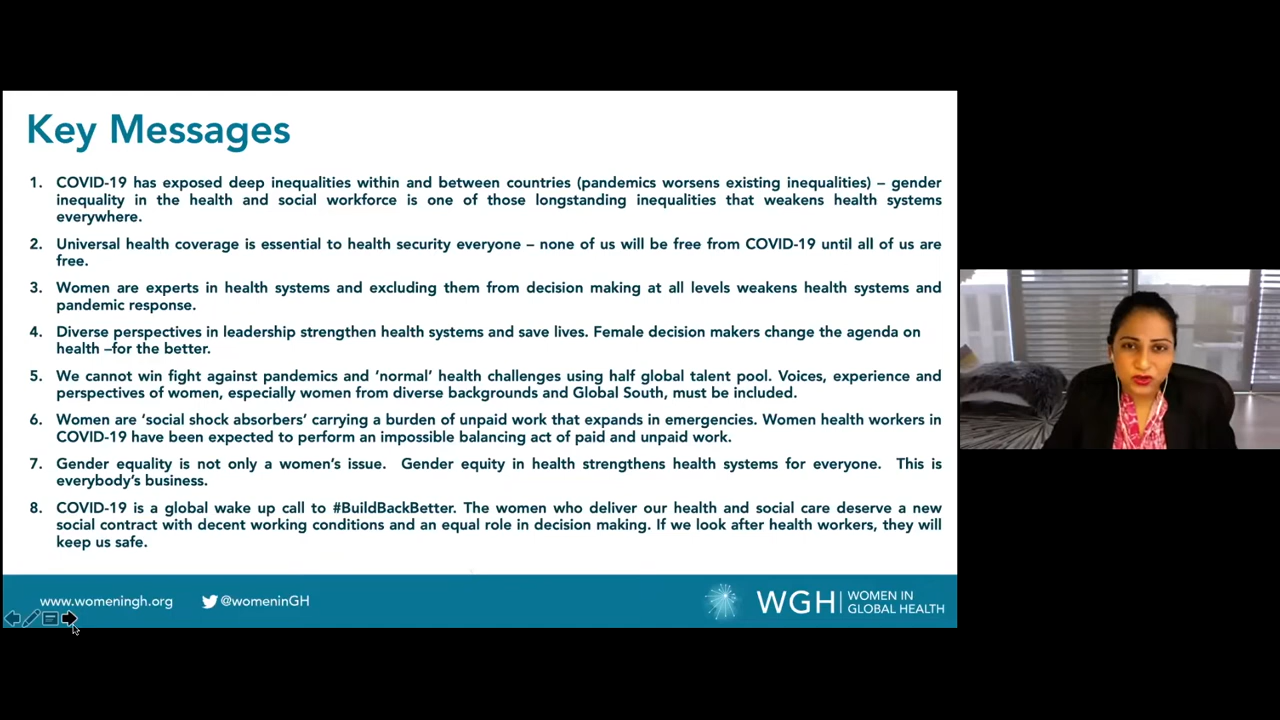 Key Messages
1. COVID-19 has exposed deep inequalities within and between countries (pandemics worsens existing inequalities) – gender
inequality in the health and social workforce is one of those longstanding inequalities that weakens health systems
everywhere.
2. Universal health coverage is essential to health security everyone – none of us will be free from COVID-19 until all of us are
free.
3. Women are experts in health systems and excluding them from decision making at all levels weakens health systems and
pandemic response.
4. Diverse perspectives in leadership strengthen health systems and save lives. Female decision makers change the agenda on
health –for the better.
5. We cannot win fight against pandemics and ‘normal’ health challenges using half global talent pool. Voices, experience and
perspectives of women, especially women from diverse backgrounds and Global South, must be included.
6. Women are ‘social shock absorbers’ carrying a burden of unpaid work that expands in emergencies. Women health workers in
COVID-19 have been expected to perform an impossible balancing act of paid and unpaid work.
7. Gender equality is not only a women’s issue. Gender equity in health strengthens health systems for everyone. This is
everybody’s business.
8. COVID-19 is a global wake up call to #BuildBackBetter. The women who deliver our health and social care deserve a new
social contract with decent working conditions and an equal role in decision making. If we look after health workers, they will
keep us safe.
www.womeningh.org
@womeninGH
WGH
WOMEN IN
GLOBAL HEALTH